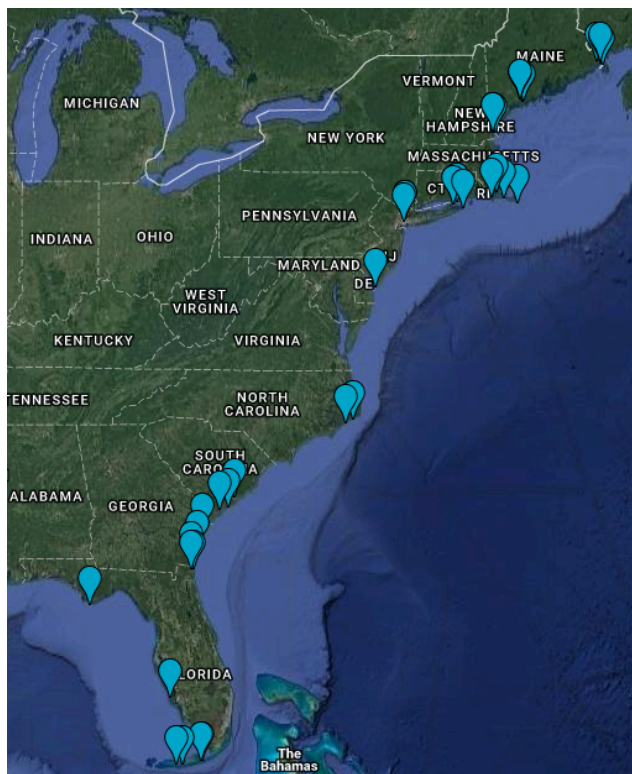 MAINE
VERMONT
MICHIGAN
NEW
HAMPSHIRE
NEW YORK
MASSACHUSETTS
CT
RI
PENNSYLVANIA
INDIANA
OHIO
NJ
MARYLAND
DE
WEST
VIRGINIA
KENTUCKY
VIRGINIA
TENNESSEE
NORTH
CAROLINA
SOUTH
CAROLINA
ALABAMA
GEORGIA
FLORIDA
The
Bahamas